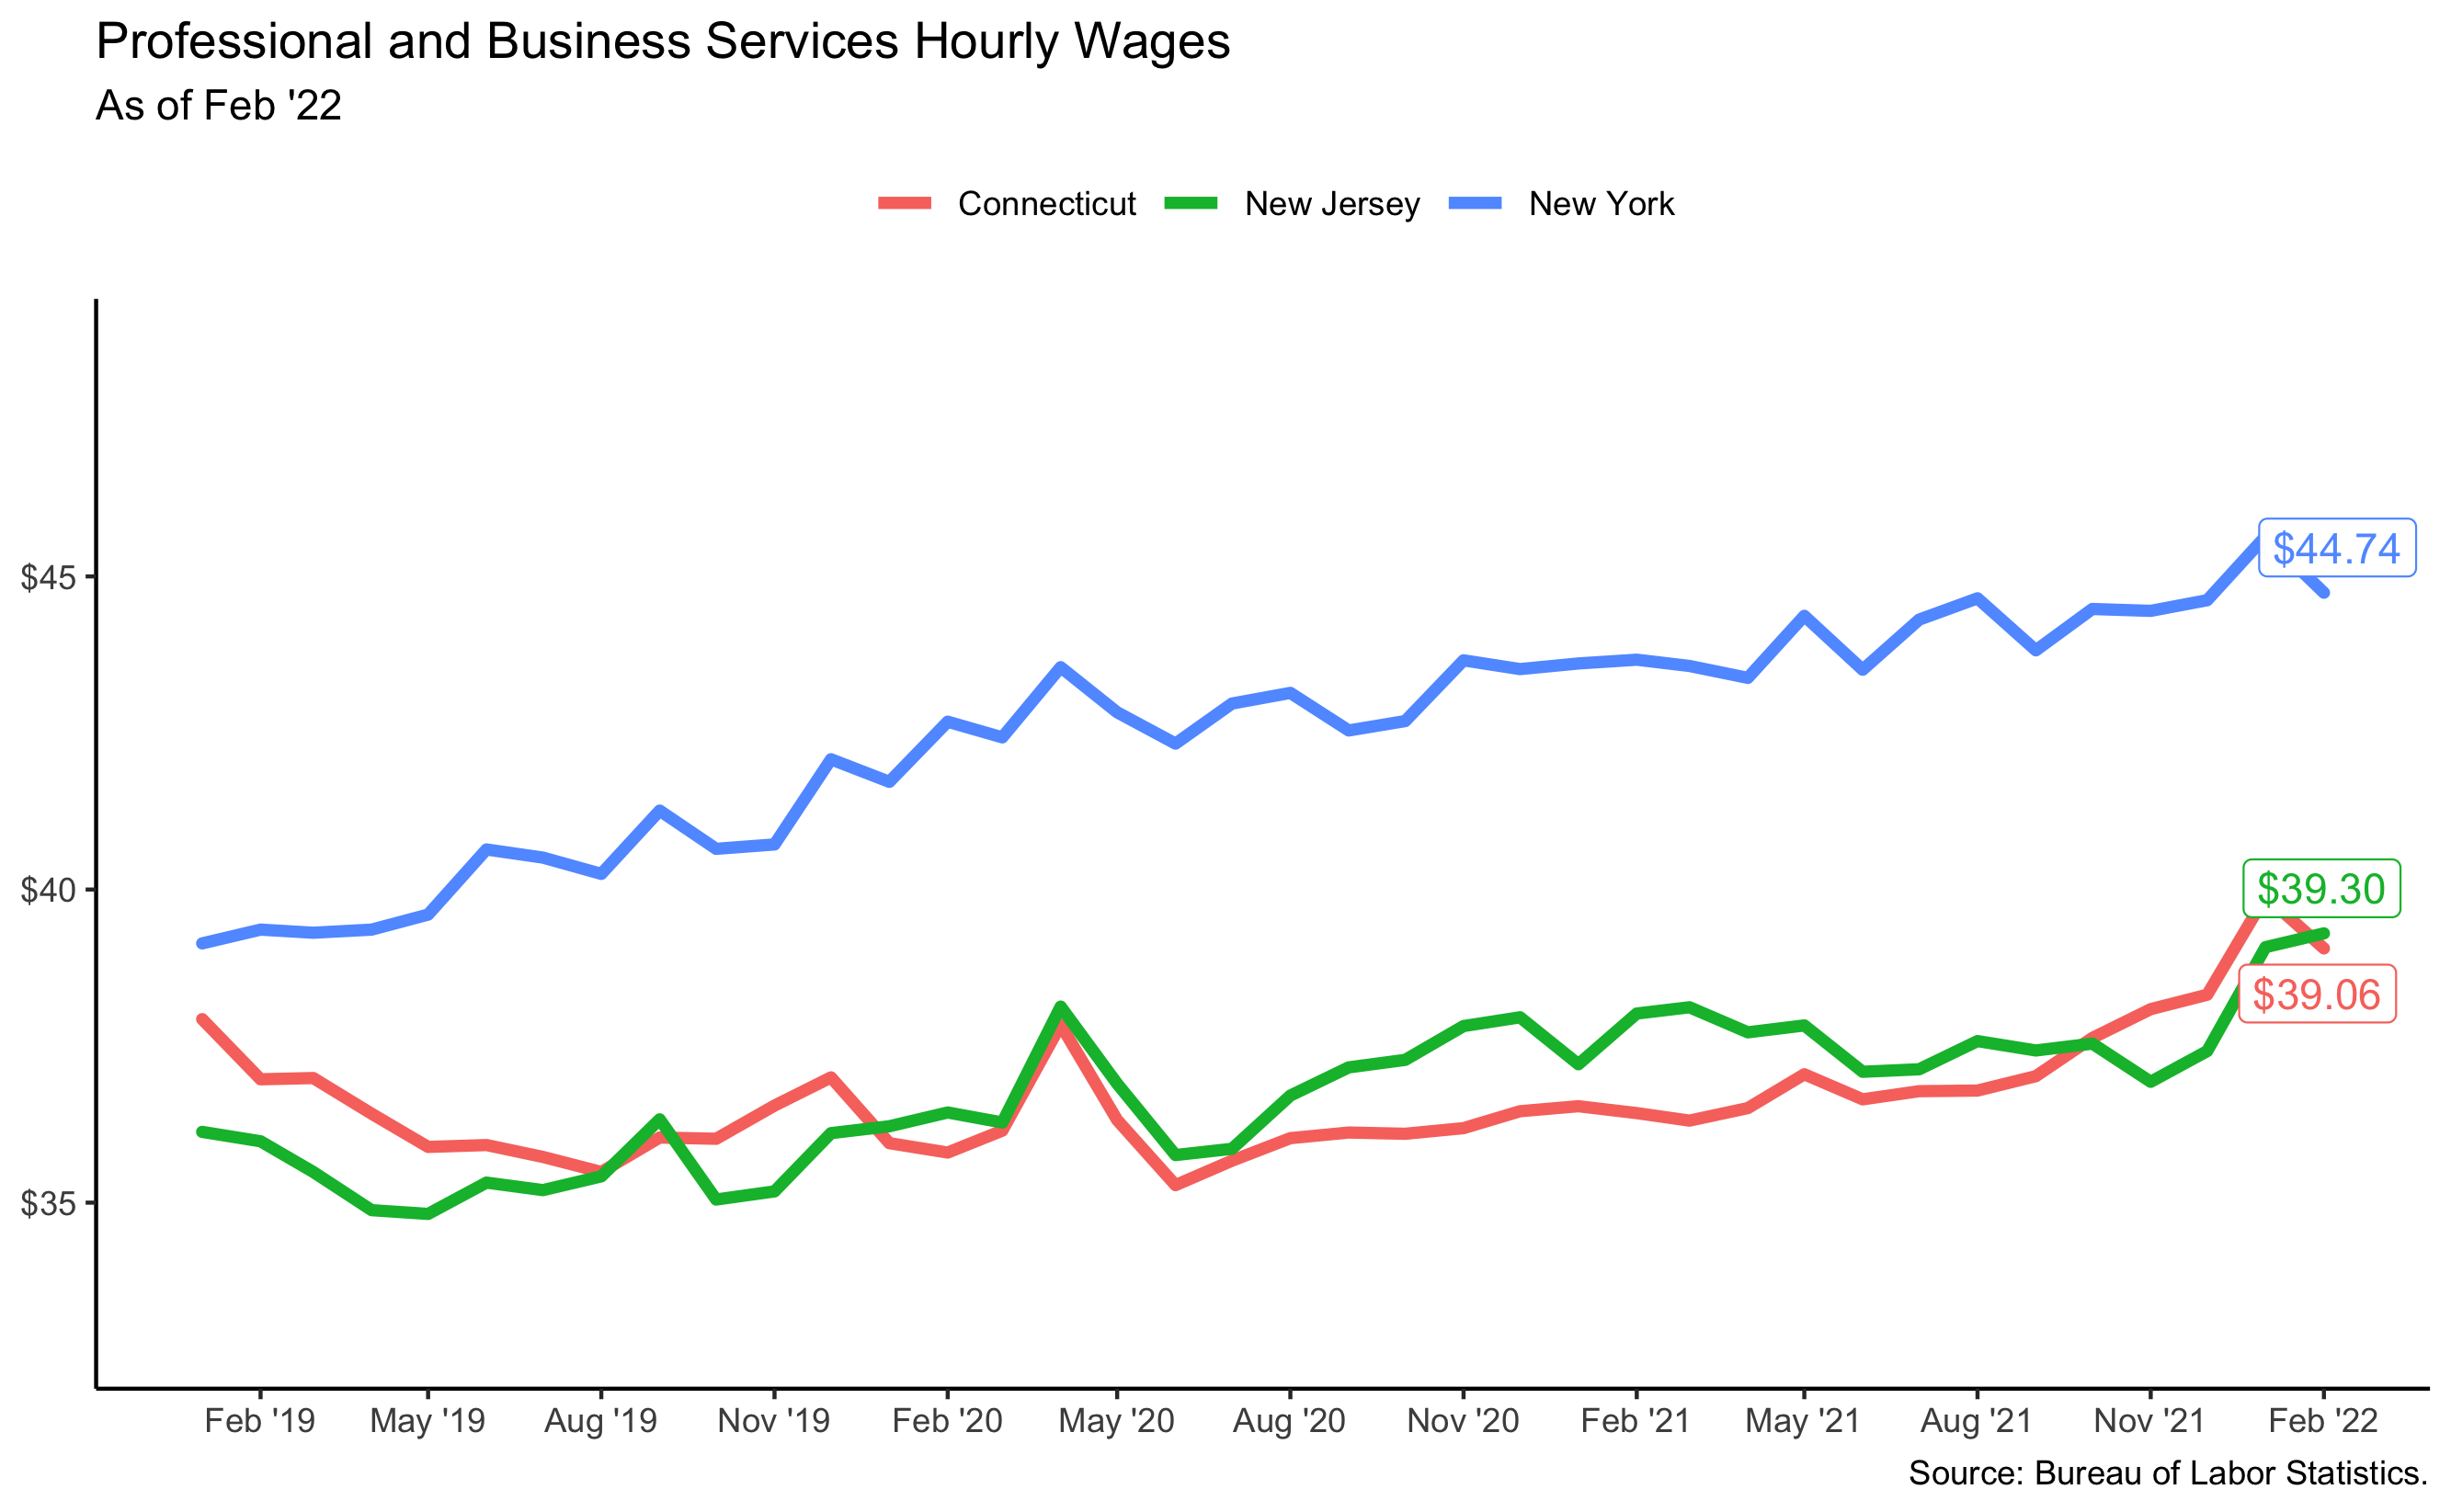 Professional and Business Services Hourly Wages
As of Feb '22
Connecticut New Jersey New York
$45
$40
$35
$44.74
$39.30
$39.06
Feb '19 May '19 Aug '19 Nov '19 Feb '20 May '20 Aug '20 Nov '20 Feb '21 May '21 Aug '21 Nov '21 Feb '22
Source: Bureau of Labor Statistics.